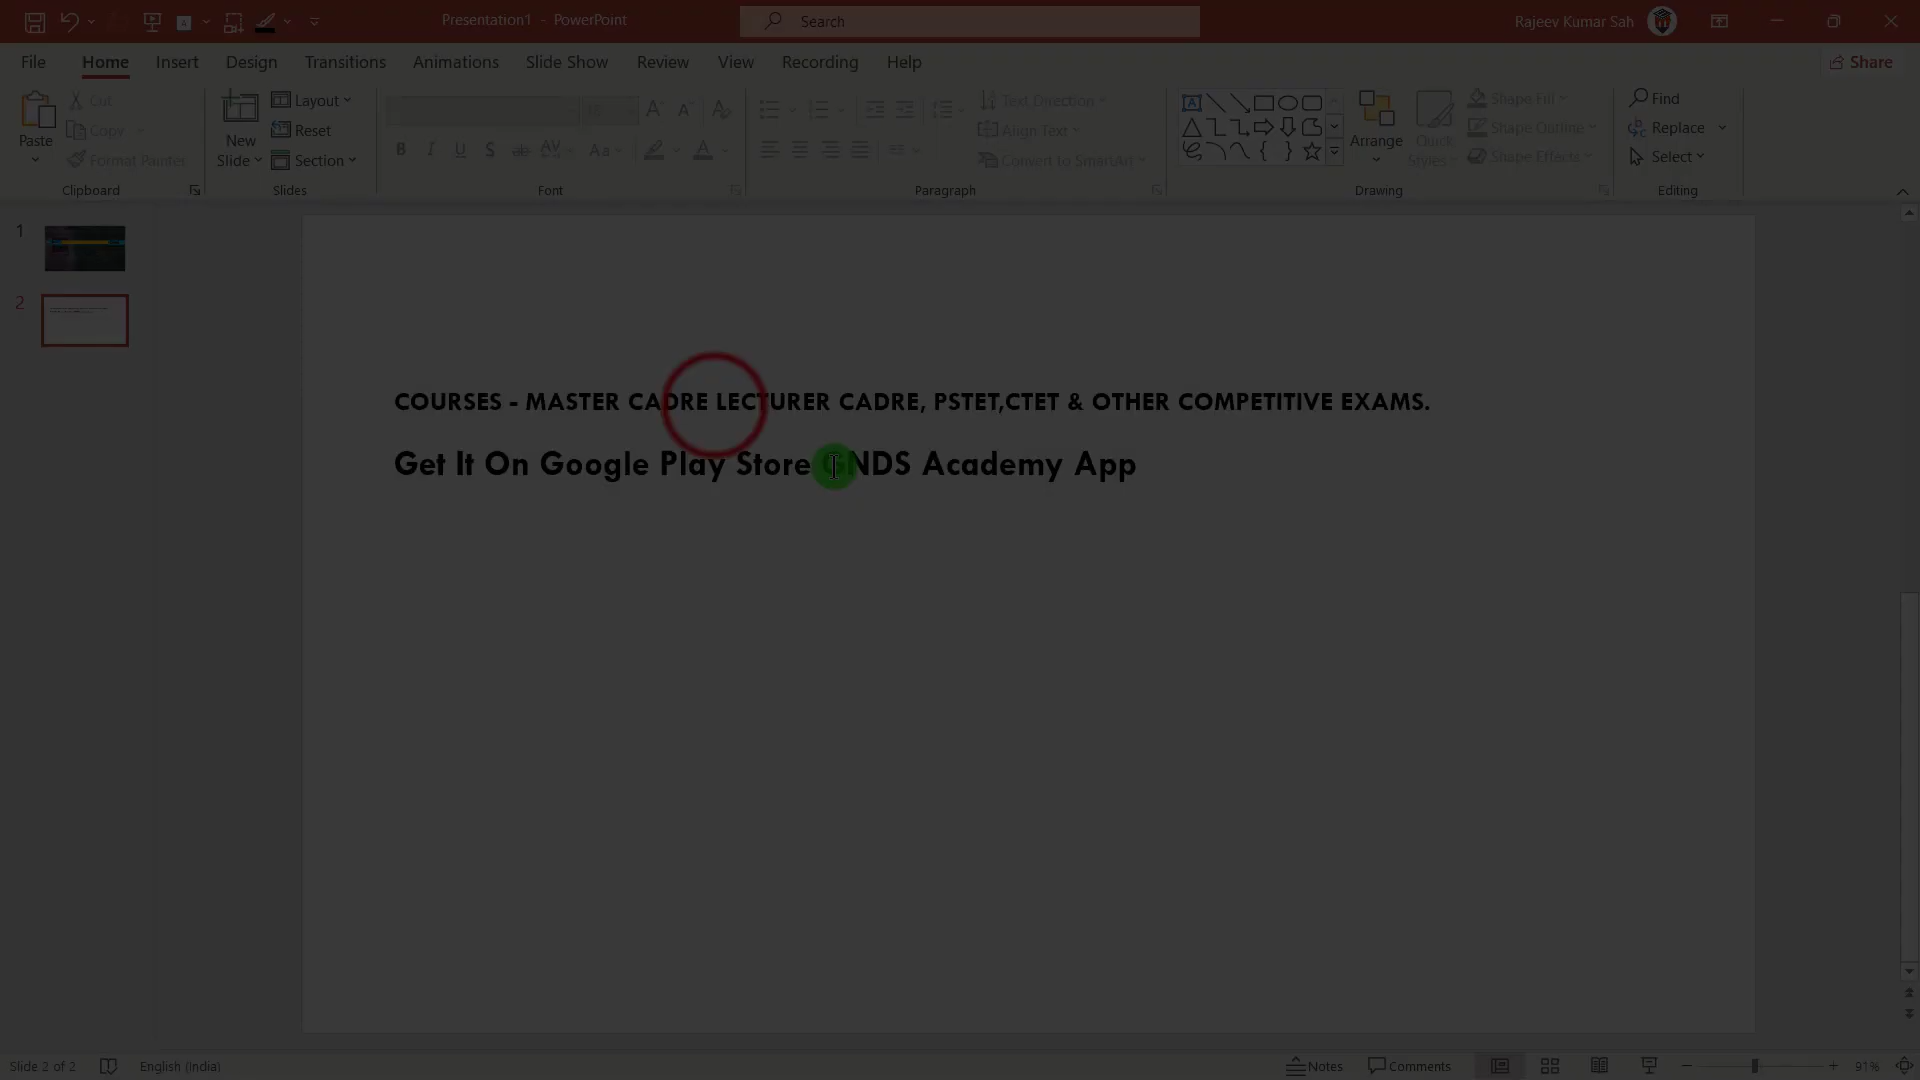 Presentation1 - PowerPoint
Search
Rajeev Kumar Sah
File Home Insert Design Transitions Animations Slide Show Review View Recording Help
Share
Paste
Cut
Copy
Format Painter
Clipboard
New Slide
Layout
Reset
Section
Slides
Font
Text Direction
Align Text
Convert to SmartArt
Paragraph
Arrange
Quick Styles
Shape Fill
Shape Outline
Shape Effects
Drawing
Find
Replace
Select
Editing
1
2
COURSES - MASTER CADRE LECTURER CADRE, PSTET,CTET & OTHER COMPETITIVE EXAMS.
Get It On Google Play Store GNDS Academy App
Slide 2 of 2
English (India)
Notes
Comments
91%